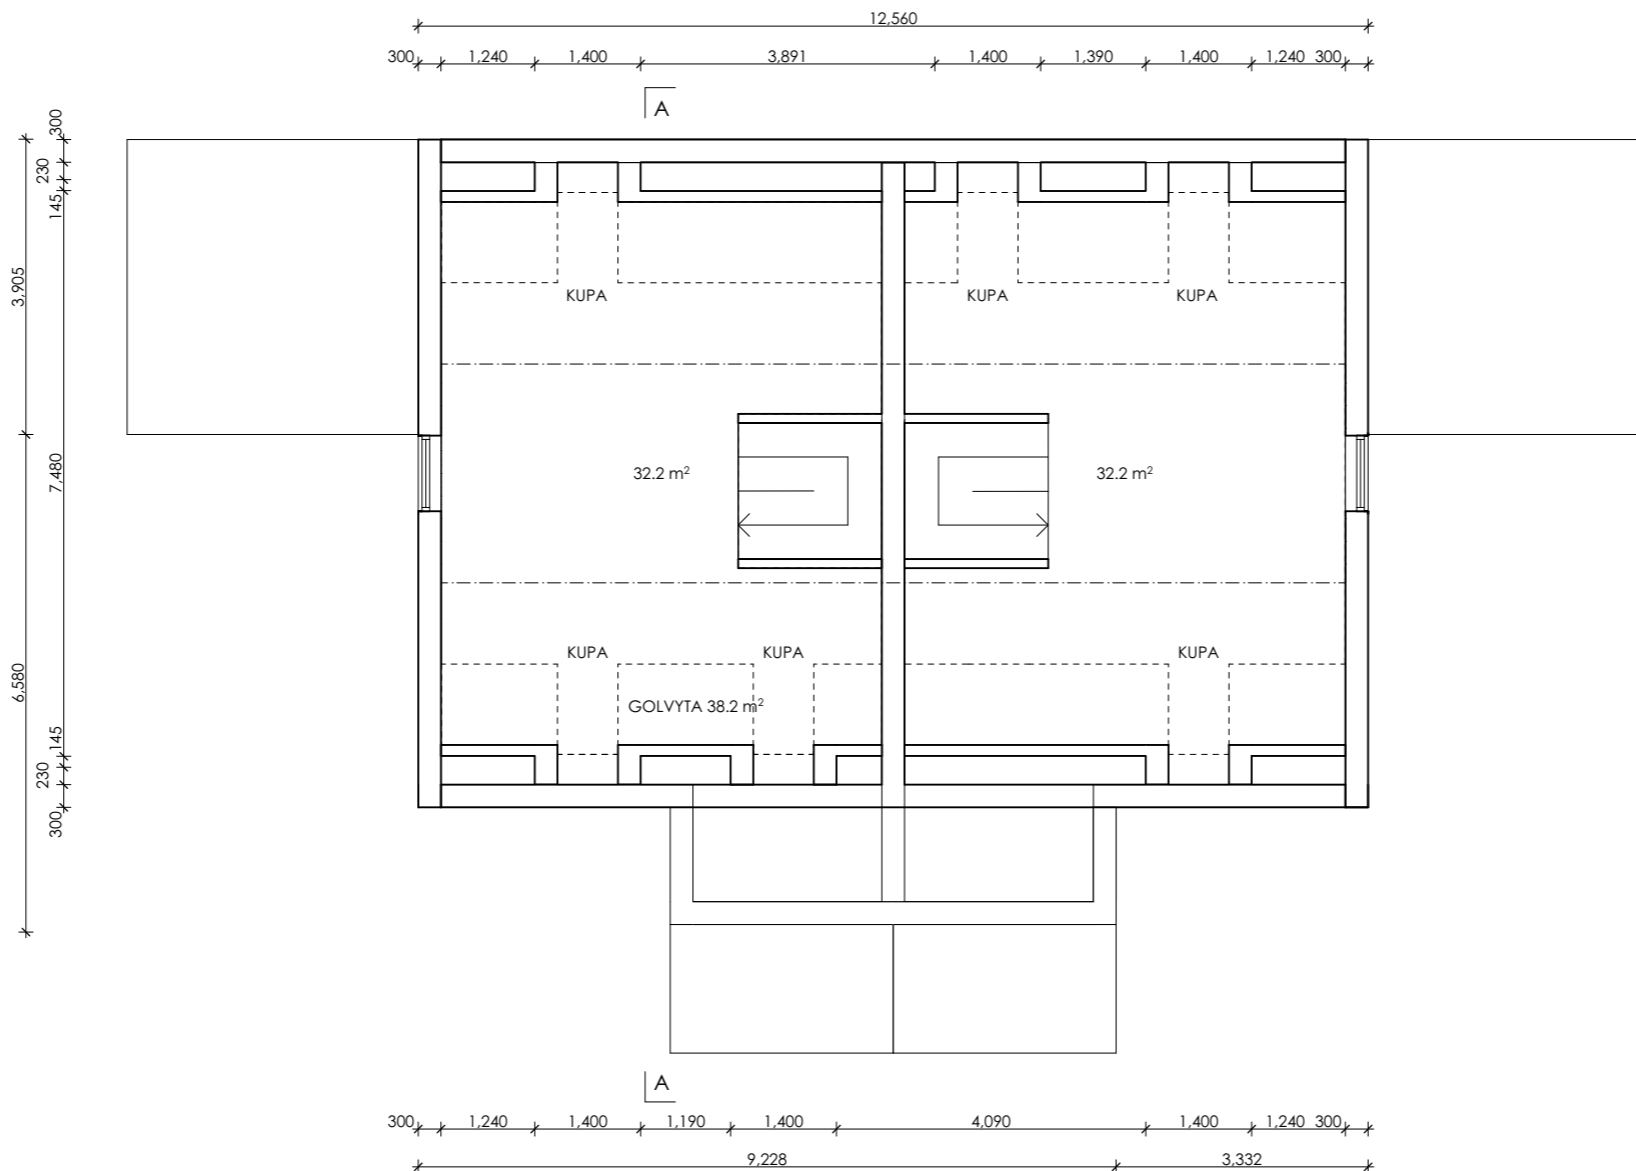 12,560
300 1,240 1,400 3,891 1,400 1,390 1,400 1,240 300
A
300
230
145
3,905
7,480
6,580
145
230
300
KUPA KUPA KUPA
32.2 m² 32.2 m²
KUPA KUPA KUPA
GOLVYTA 38.2 m²
A
300 1,240 1,400 1,190 1,400 4,090 1,400 1,240 300
9,228 3,332